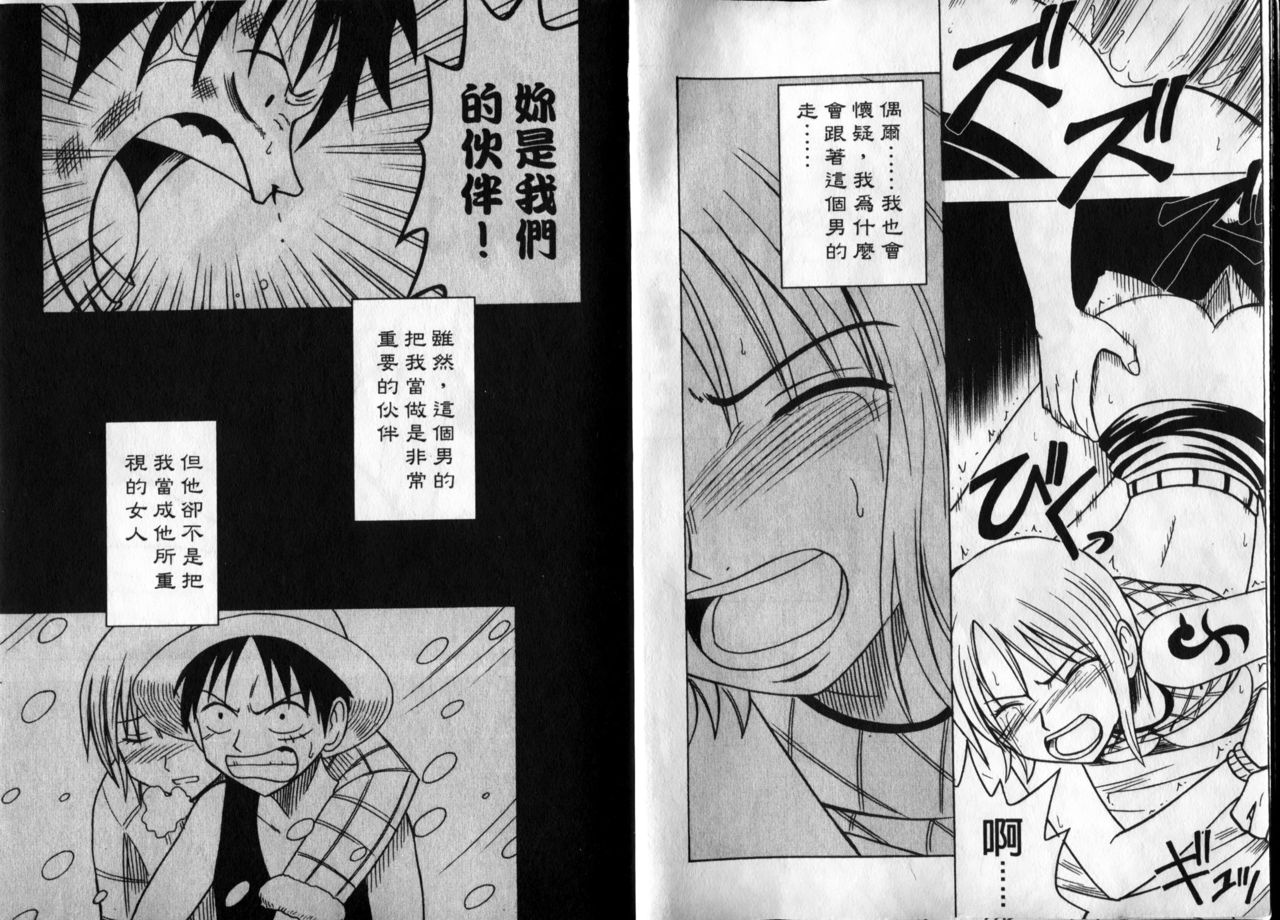 ズズ
ズズ
びくっ
啊……
ギュッ
偶爾……我也會
懷疑，我為什麼
會跟著這個男的
走……
妳是我們
的伙伴！
雖然，這個男的
把我當做是非常
重要的伙伴
但他卻不是把
我當成他所重
視的女人